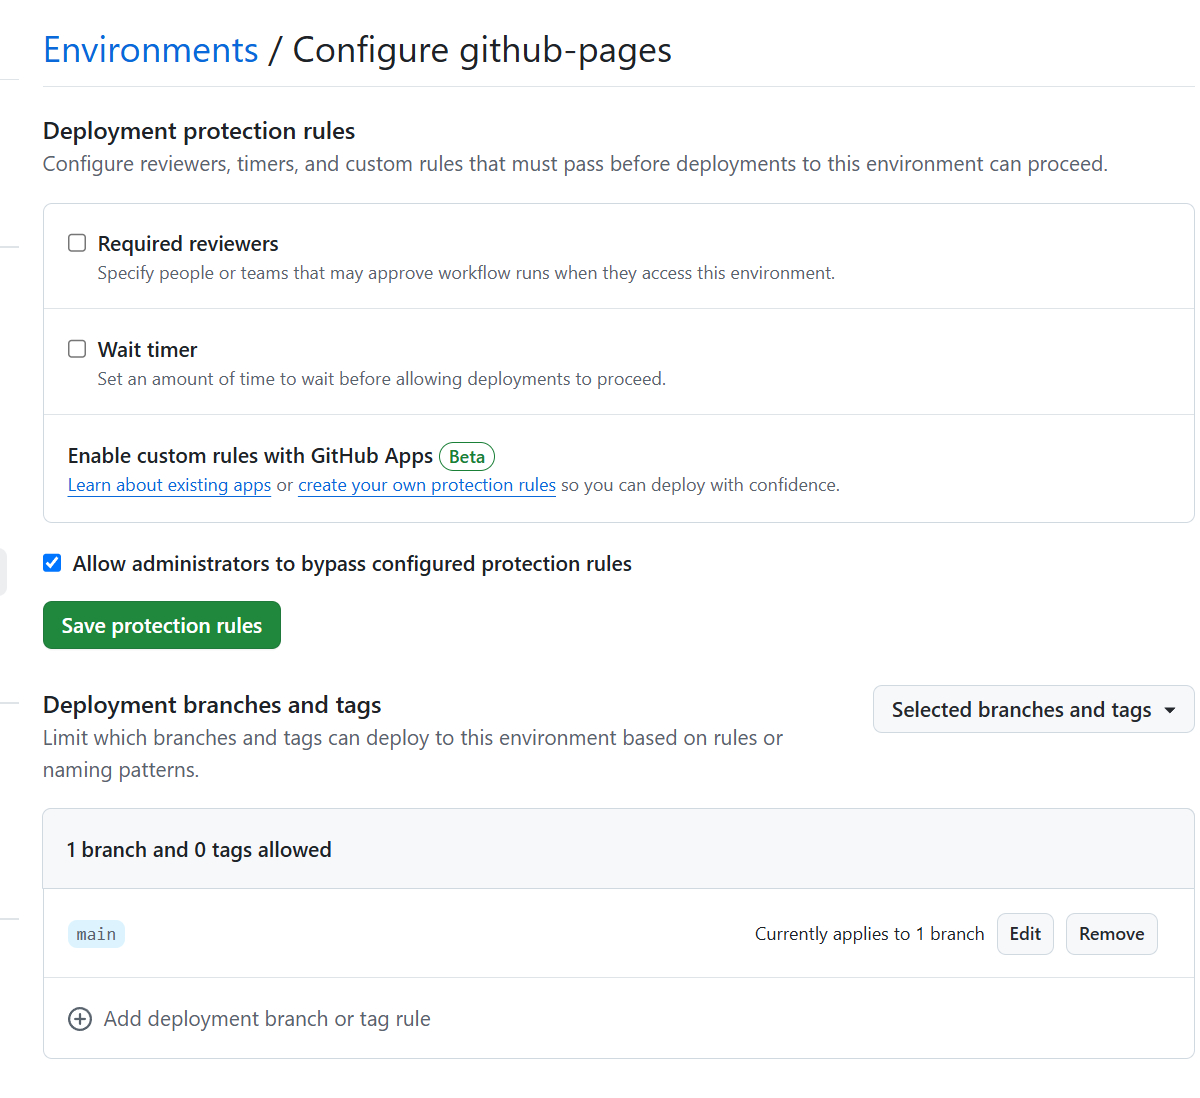 Environments / Configure github-pages
Deployment protection rules
Configure reviewers, timers, and custom rules that must pass before deployments to this environment can proceed.
Required reviewers
Specify people or teams that may approve workflow runs when they access this environment.
Wait timer
Set an amount of time to wait before allowing deployments to proceed.
Enable custom rules with GitHub Apps Beta
Learn about existing apps or create your own protection rules so you can deploy with confidence.
Allow administrators to bypass configured protection rules
Save protection rules
Deployment branches and tags
Selected branches and tags
Limit which branches and tags can deploy to this environment based on rules or
naming patterns.
1 branch and 0 tags allowed
main Currently applies to 1 branch Edit Remove
Add deployment branch or tag rule